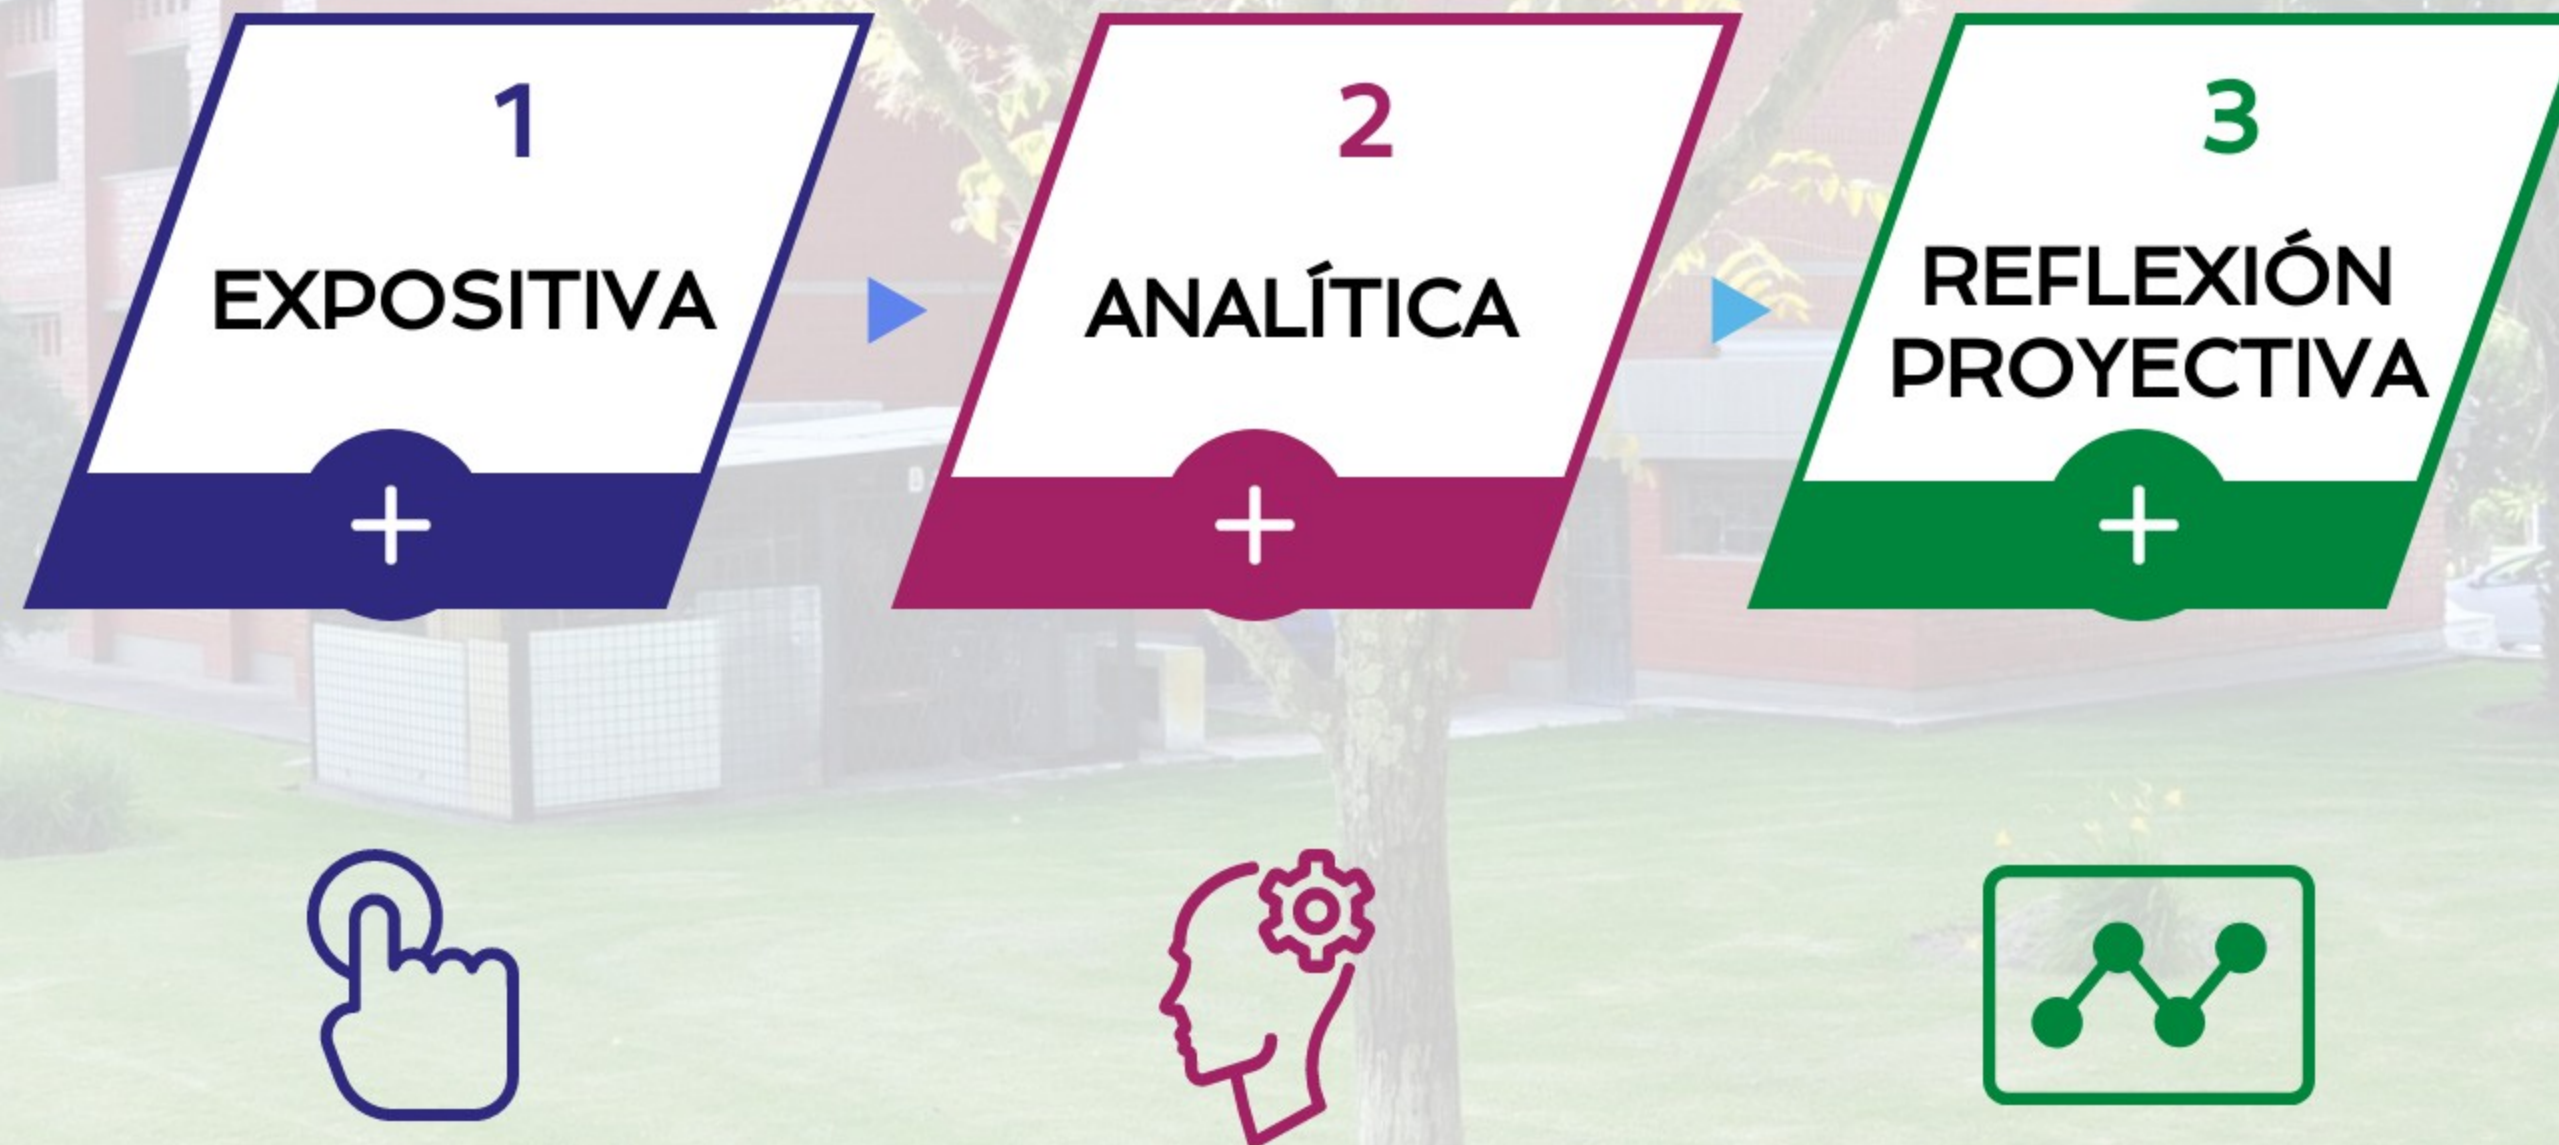 1
EXPOSITIVA
2
ANALÍTICA
3
REFLEXIÓN
PROYECTIVA